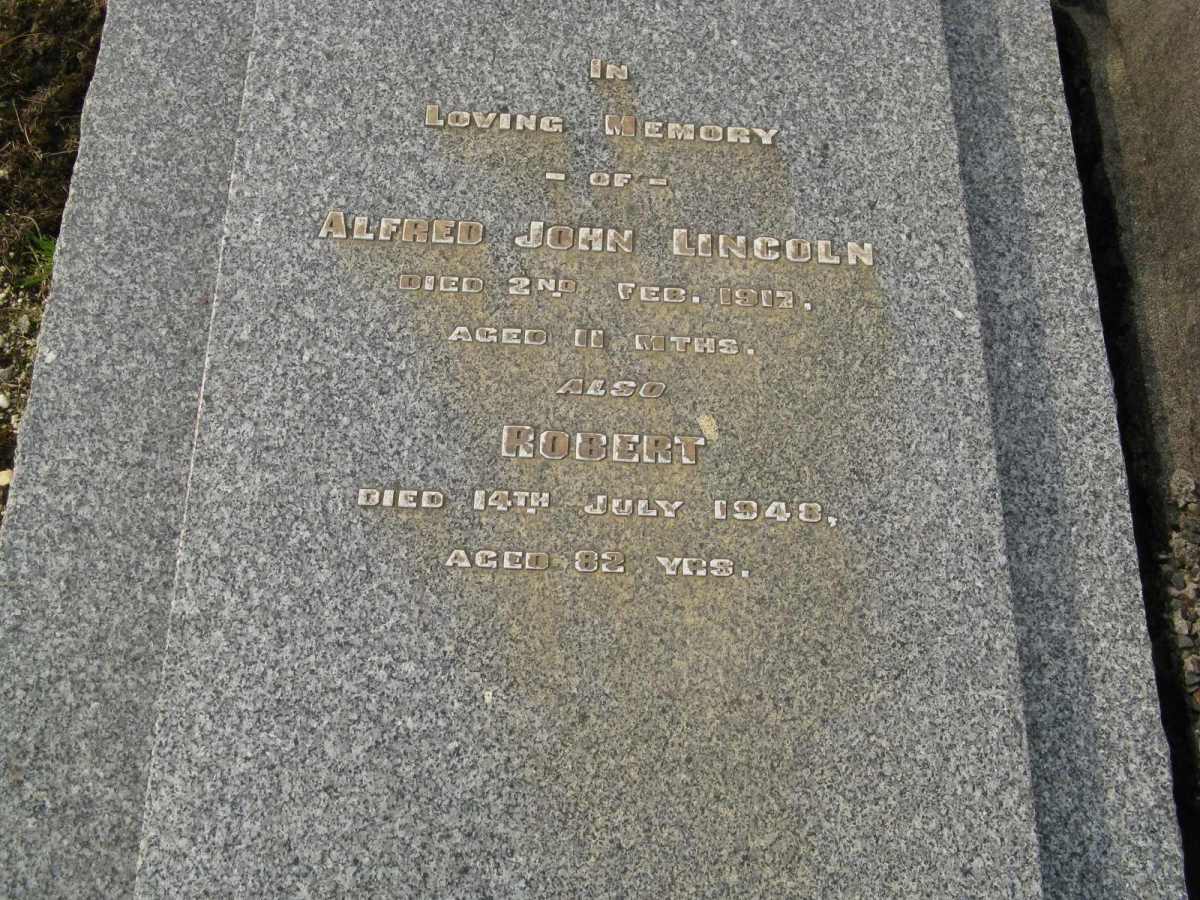 IN
LOVING MEMORY
- OF -
ALFRED JOHN LINCOLN
DIED 2ND FEB. 1917,
AGED 11 MTHS.
ALSO
ROBERT
DIED 14TH JULY 1948,
AGED 82 YRS.